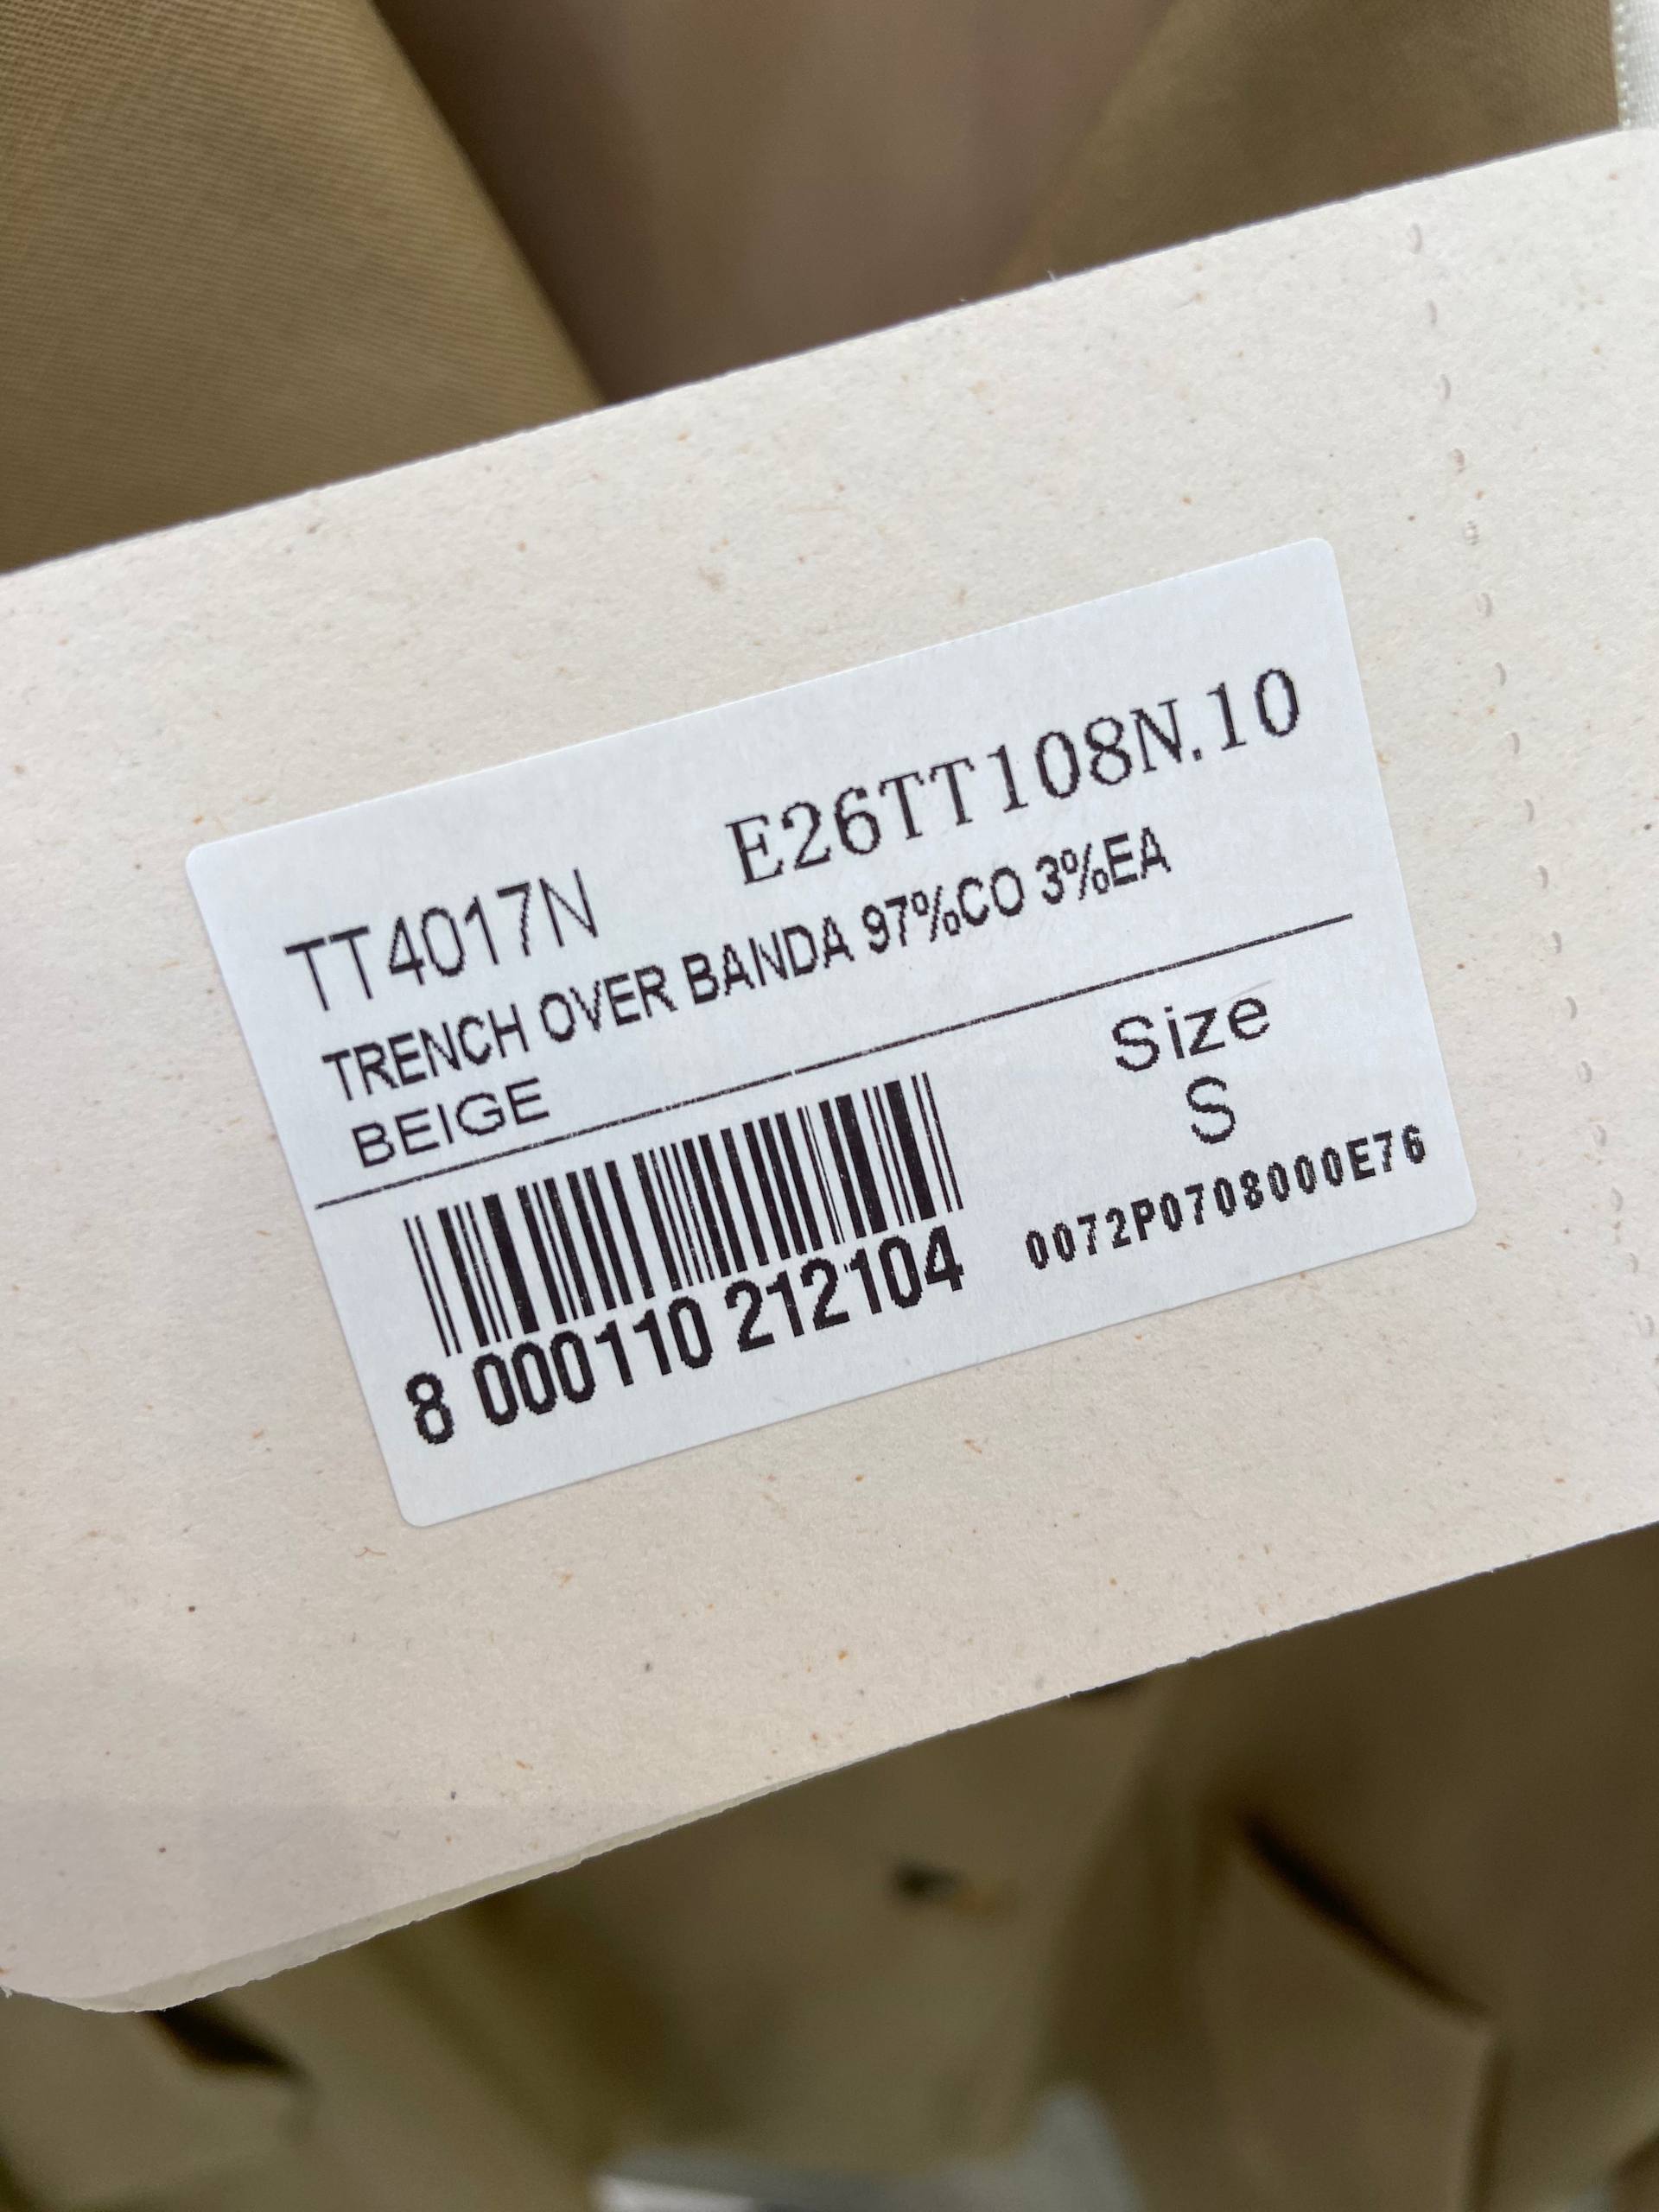 TT4017N E26TT108N.10
TRENCH OVER BANDA 97%CO 3%EA
BEIGE
Size
S
8 000110 212104
0072P0708000E76